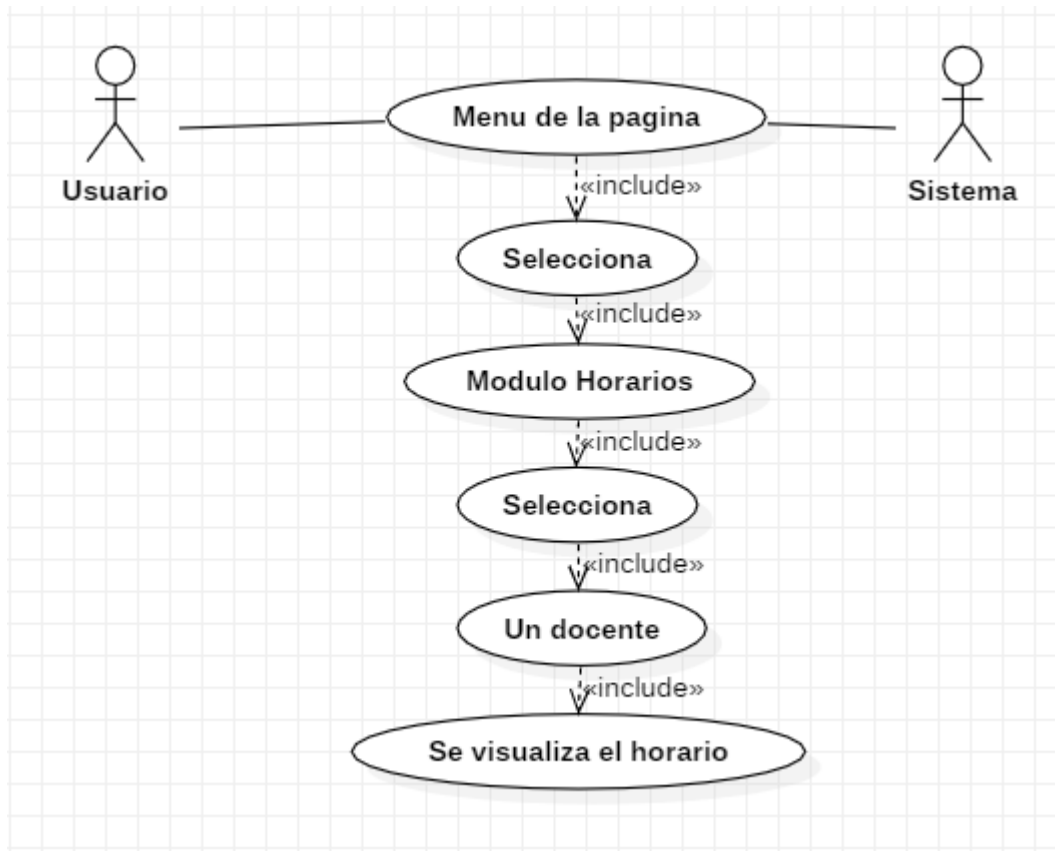 Menu de la pagina
Usuario
Sistema
«include»
Selecciona
«include»
Modulo Horarios
«include»
Selecciona
«include»
Un docente
«include»
Se visualiza el horario